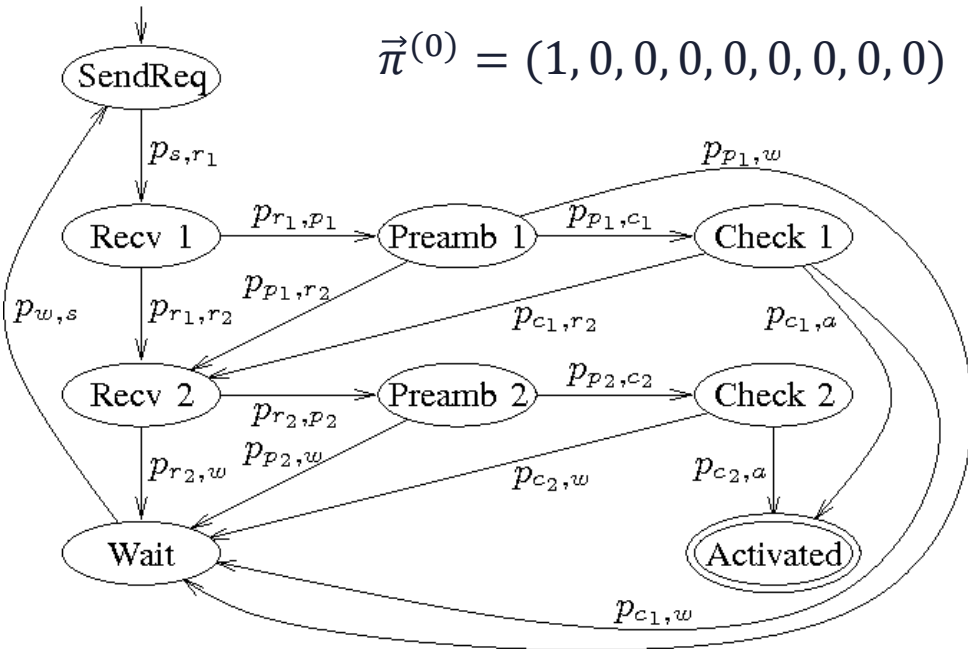 $\vec{\pi}^{(0)} = (1, 0, 0, 0, 0, 0, 0, 0, 0)$
SendReq
$p_{s,r_1}$
$p_{p_1,w}$
$p_{r_1,p_1}$
$p_{p_1,c_1}$
Recv 1
Preamb 1
Check 1
$p_{w,s}$
$p_{r_1,r_2}$
$p_{p_1,r_2}$
$p_{c_1,r_2}$
$p_{c_1,a}$
$p_{p_2,c_2}$
Recv 2
Preamb 2
Check 2
$p_{r_2,p_2}$
$p_{r_2,w}$
$p_{p_2,w}$
$p_{c_2,w}$
$p_{c_2,a}$
Wait
Activated
$p_{c_1,w}$